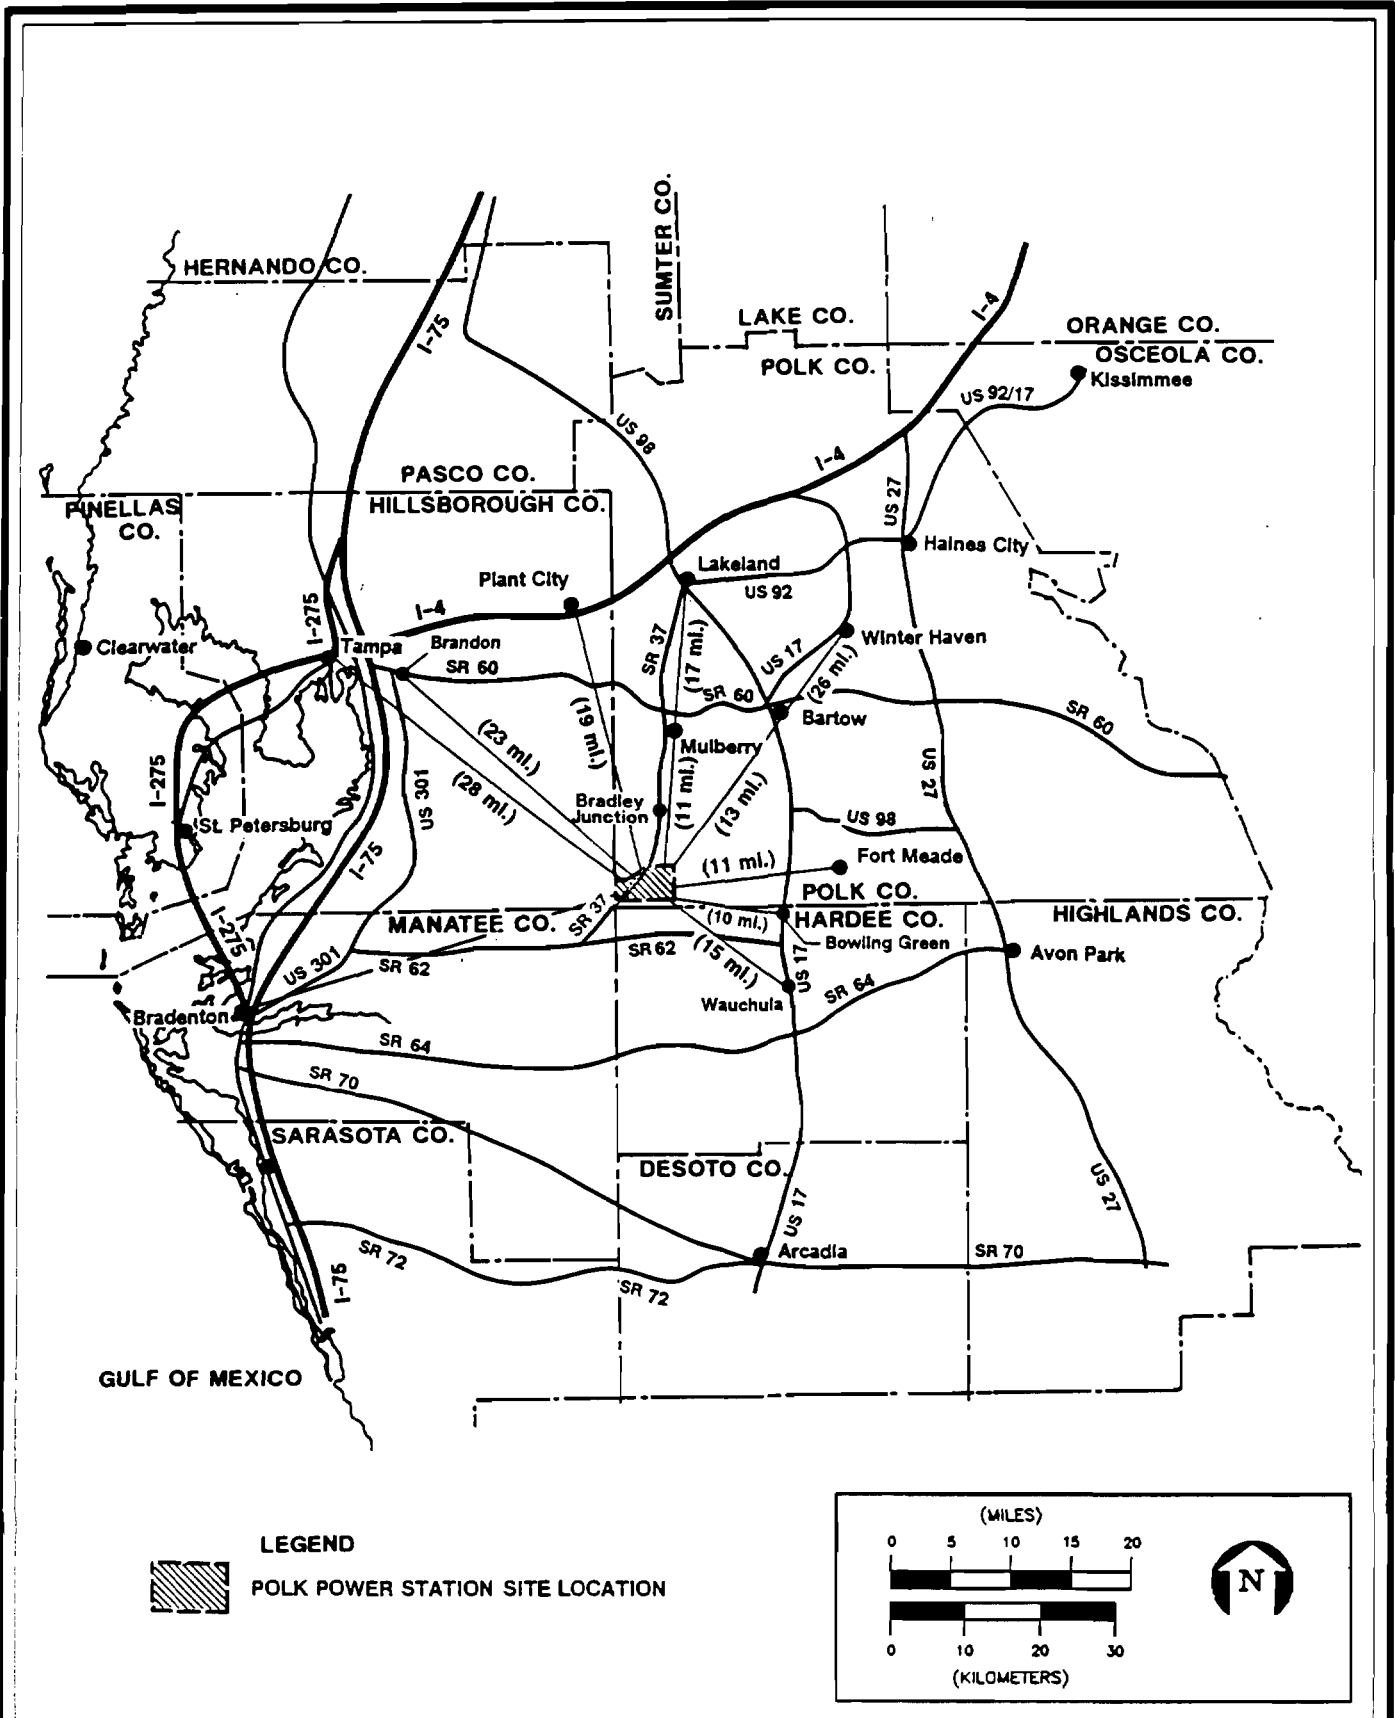 SUMTER CO.
HERNANDO CO.
I-75
I-4
LAKE CO.
ORANGE CO.
OSCEOLA CO.
POLK CO.
Kissimmee
US 92/17
US 98
I-4
PASCO CO.
HILLSBOROUGH CO.
PINELLAS
CO.
US 27
Haines City
Lakeland
US 92
Plant City
I-4
I-275
Clearwater
Tampa
Brandon
SR 60
SR 37
(17 mi.)
US 17
Winter Haven
(26 mi.)
SR 60
Bartow
SR 60
(19 mi.)
(23 mi.)
(28 mi.)
Mulberry
US 27
I-275
US 301
Bradley
Junction
(11 mi.)
(13 mi.)
St. Petersburg
US 98
I-75
Fort Meade
(11 mi.)
POLK CO.
HARDEE CO.
HIGHLANDS CO.
MANATEE CO.
SR 37
(10 mi.)
Bowling Green
I-275
US 301
SR 62
SR 62
(15 mi.)
US 17
Avon Park
SR 64
Wauchula
Bradenton
SR 64
SR 70
SARASOTA CO.
DESOTO CO.
US 27
US 17
SR 72
Arcadia
SR 70
I-75
SR 72
GULF OF MEXICO
LEGEND
POLK POWER STATION SITE LOCATION
(MILES)
0 5 10 15 20
N
0 10 20 30
(KILOMETERS)